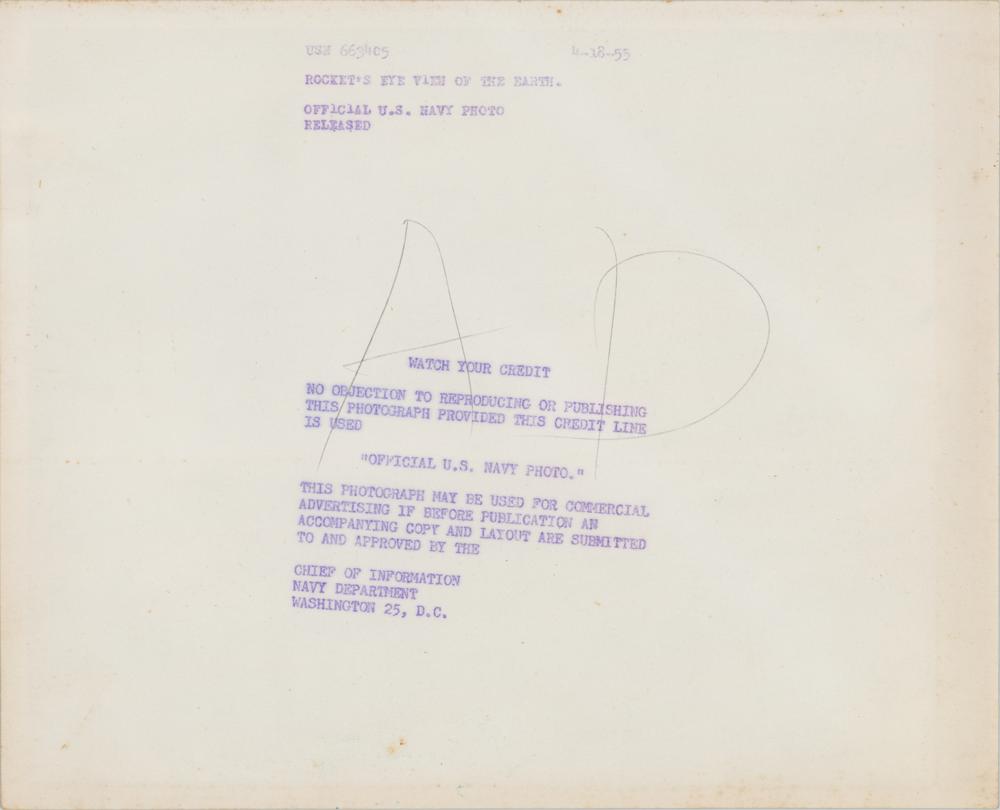 USN 663405 4-18-55
ROCKET'S EYE VIEW OF THE EARTH.
OFFICIAL U.S. NAVY PHOTO
RELEASED
A D
WATCH YOUR CREDIT
NO OBJECTION TO REPRODUCING OR PUBLISHING
THIS PHOTOGRAPH PROVIDED THIS CREDIT LINE
IS USED
"OFFICIAL U.S. NAVY PHOTO."
THIS PHOTOGRAPH MAY BE USED FOR COMMERCIAL
ADVERTISING IF BEFORE PUBLICATION AN
ACCOMPANYING COPY AND LAYOUT ARE SUBMITTED
TO AND APPROVED BY THE
CHIEF OF INFORMATION
NAVY DEPARTMENT
WASHINGTON 25, D.C.